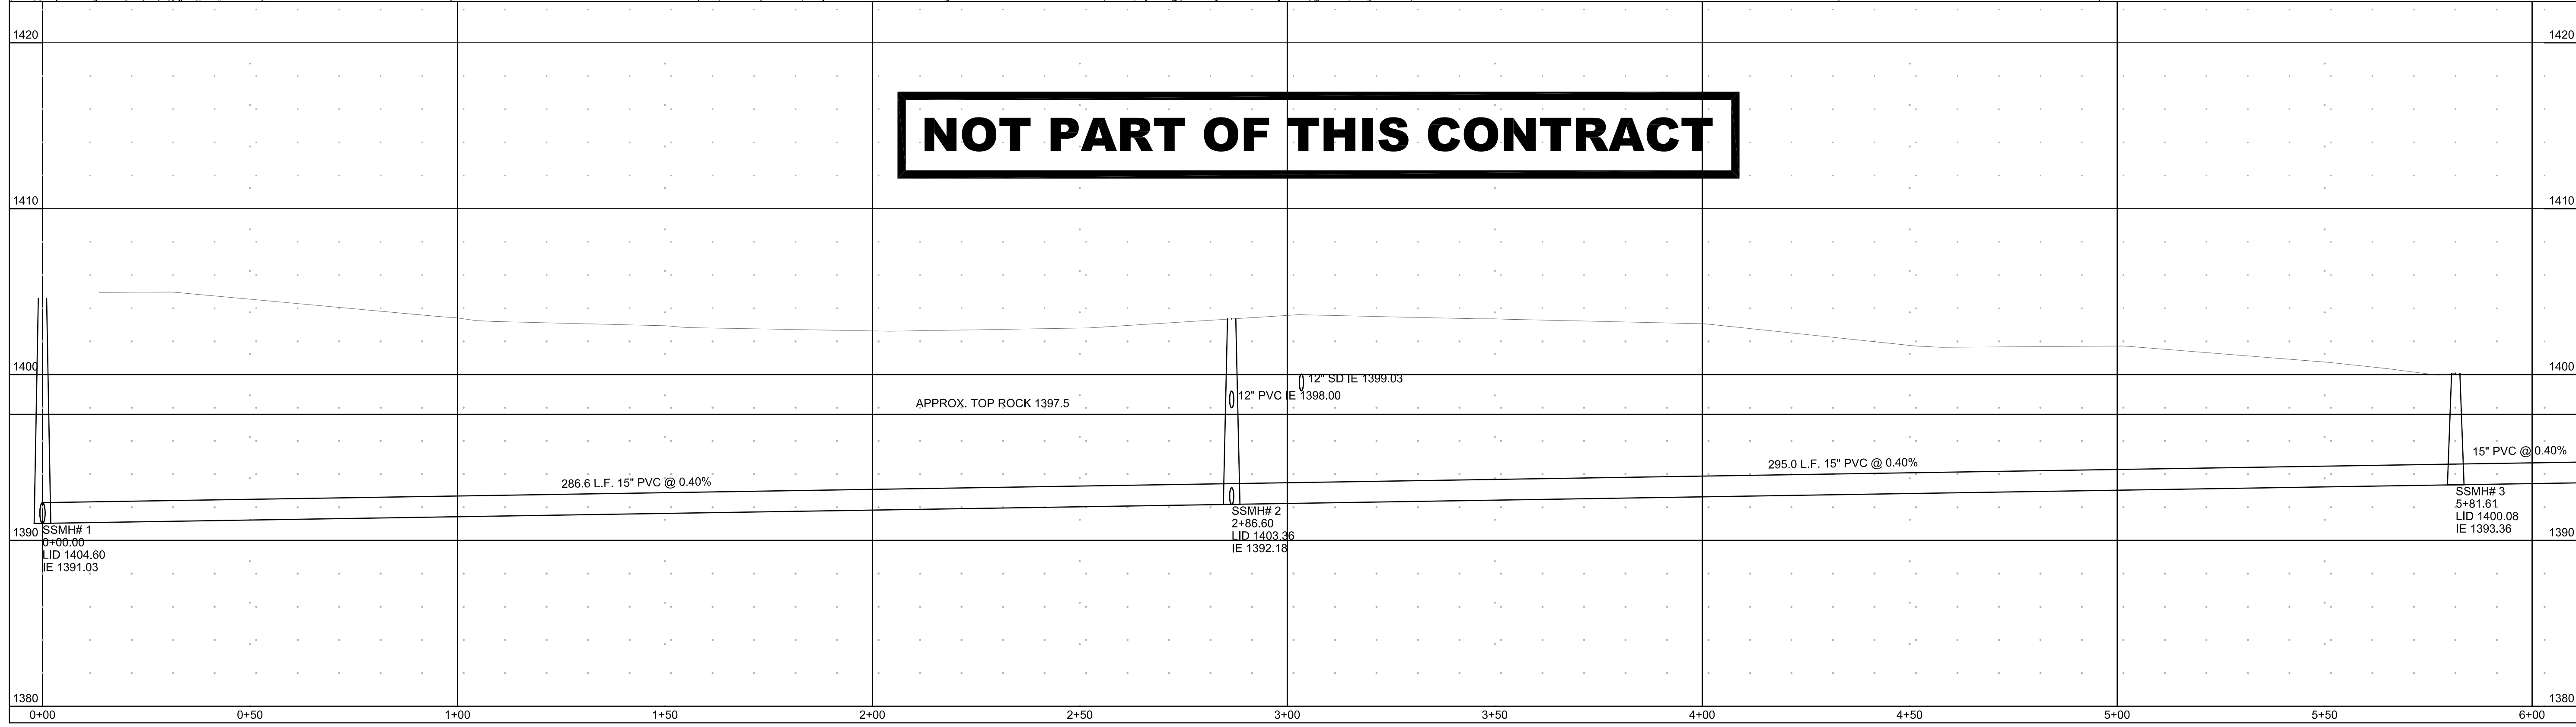 1420
1420
NOT PART OF THIS CONTRACT
1410
1410
1400
1400
12" SD IE 1399.03
12" PVC IE 1398.00
APPROX. TOP ROCK 1397.5
15" PVC @ 0.40%
295.0 L.F. 15" PVC @ 0.40%
286.6 L.F. 15" PVC @ 0.40%
SSMH# 3
5+81.61
LID 1400.08
IE 1393.36
SSMH# 2
2+86.60
LID 1403.36
IE 1392.18
1390
1390
SSMH# 1
0+00.00
LID 1404.60
IE 1391.03
1380
1380
0+00 0+50 1+00 1+50 2+00 2+50 3+00 3+50 4+00 4+50 5+00 5+50 6+00